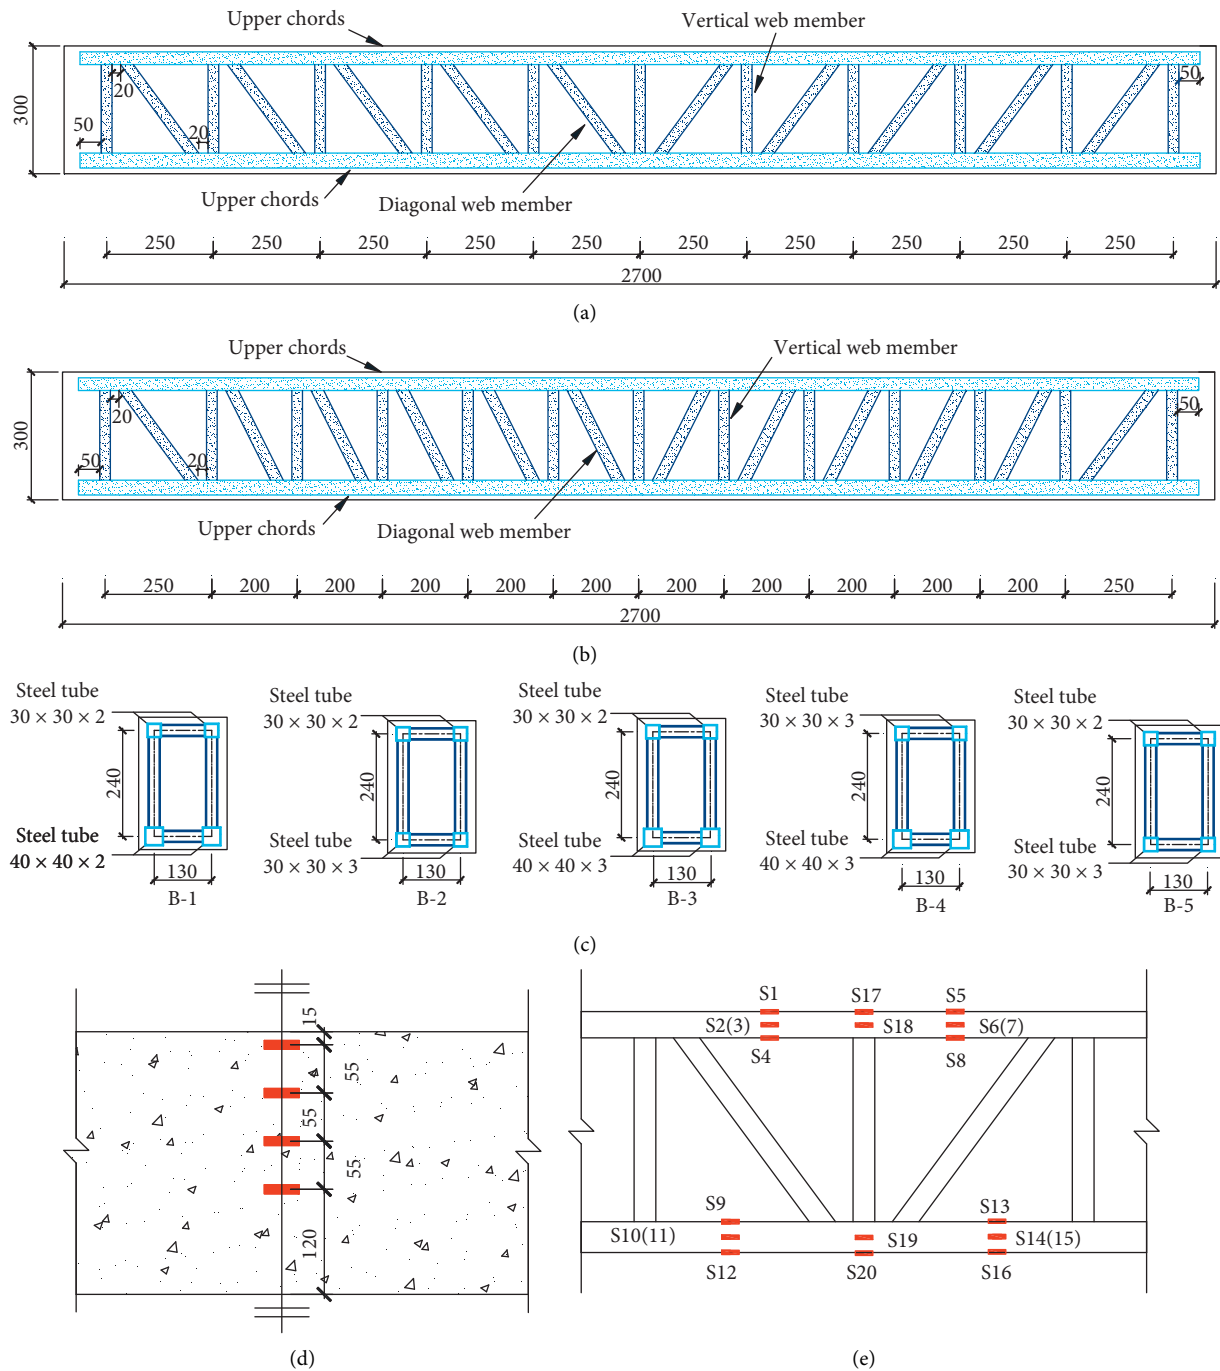 Upper chords
Vertical web member
300
50
20
20
50
Upper chords
Diagonal web member
250 250 250 250 250 250 250 250 250 250
2700
(a)
Upper chords
Vertical web member
300
50
20
20
50
Upper chords
Diagonal web member
250 200 200 200 200 200 200 200 200 200 200 250
2700
(b)
Steel tube
30 × 30 × 2
240
Steel tube
40 × 40 × 2
130
B-1
Steel tube
30 × 30 × 2
240
Steel tube
30 × 30 × 3
130
B-2
Steel tube
30 × 30 × 2
240
Steel tube
40 × 40 × 3
130
B-3
Steel tube
30 × 30 × 3
240
Steel tube
40 × 40 × 3
130
B-4
Steel tube
30 × 30 × 2
240
Steel tube
30 × 30 × 3
130
B-5
(c)
15
55
55
55
120
(d)
S1 S17 S5
S2(3) S18 S6(7)
S4 S8
S9 S13
S10(11) S19 S14(15)
S12 S20 S16
(e)